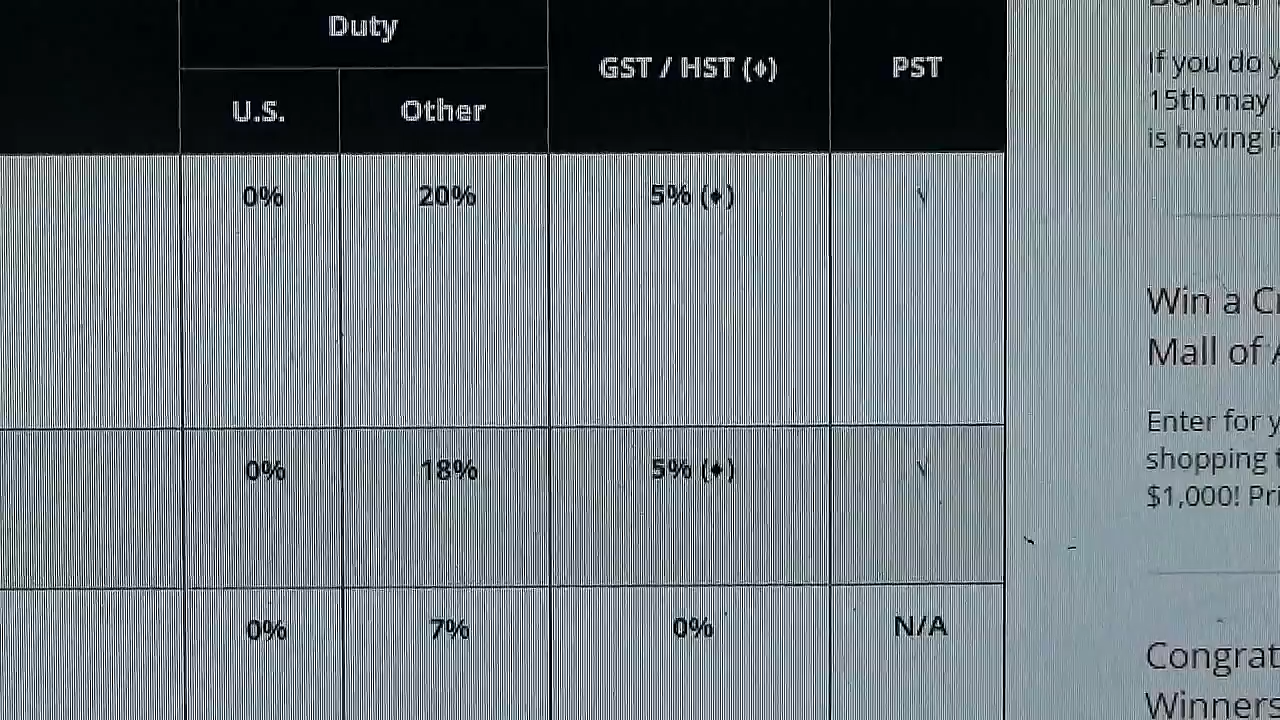 Duty
GST / HST (♦)
PST
U.S.
Other
0%
20%
5% (♦)
√
0%
18%
5% (♦)
√
0%
7%
0%
N/A
If you do y
15th may
is having i
Win a C
Mall of A
Enter for y
shopping t
$1,000! Pri
Congrat
Winners